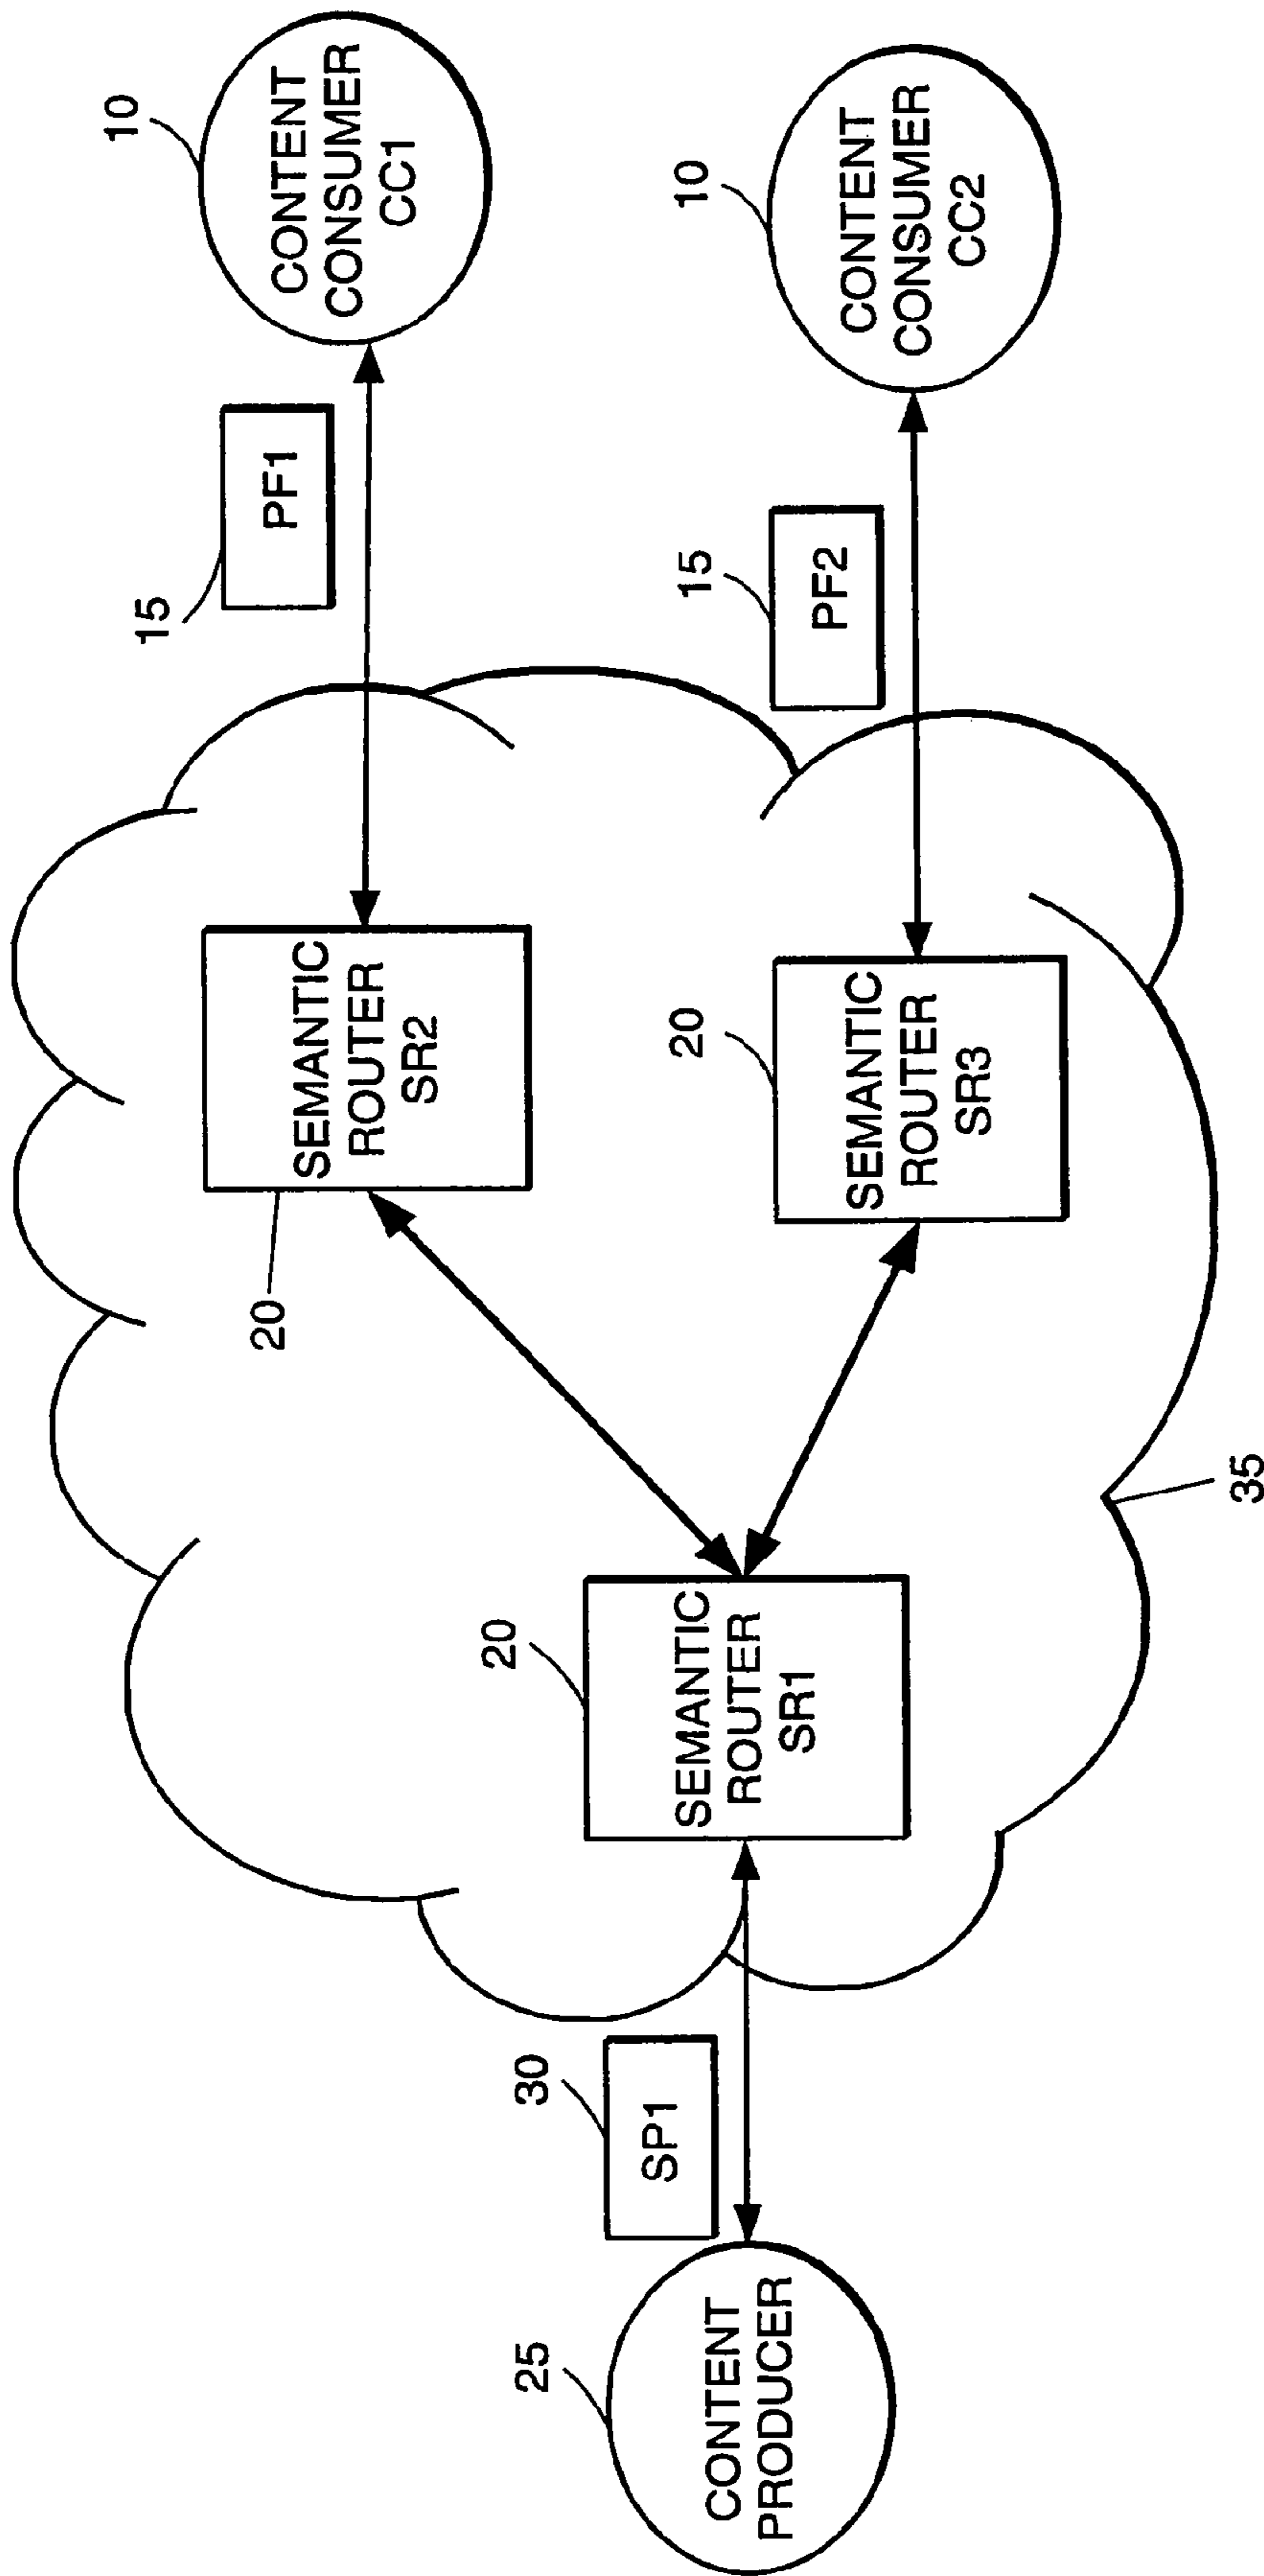 10
CONTENT
CONSUMER
CC1
15
PF1
10
CONTENT
CONSUMER
CC2
15
PF2
20
SEMANTIC
ROUTER
SR2
20
SEMANTIC
ROUTER
SR3
20
SEMANTIC
ROUTER
SR1
35
30
SP1
25
CONTENT
PRODUCER